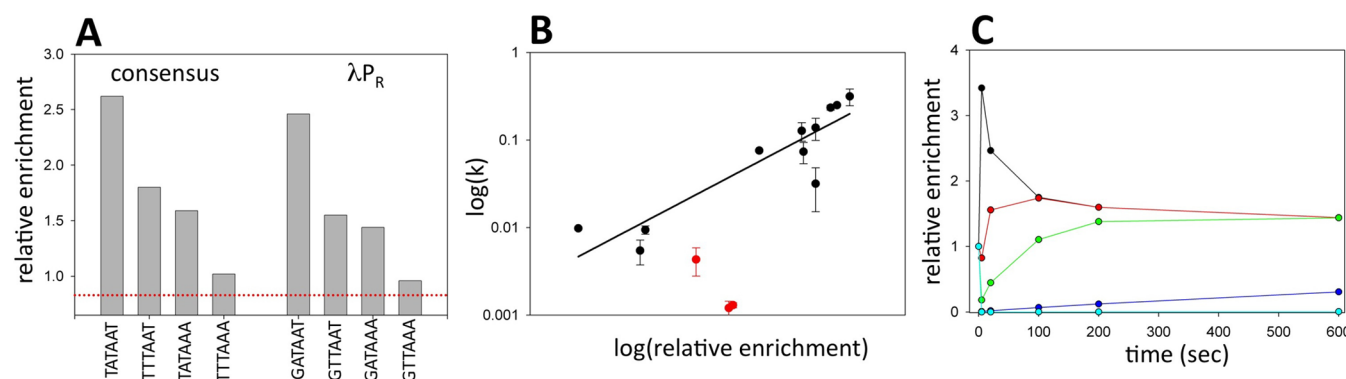 A
relative enrichment
3.0
2.5
2.0
1.5
1.0
consensus
λPR
TATAAT
TTTAAT
TATAAA
TTTAAA
GATAAT
GTTAAT
GATAAA
GTTAAA
B
log(k)
1
0.1
0.01
0.001
log(relative enrichment)
C
relative enrichment
4
3
2
1
0
0 100 200 300 400 500 600
time (sec)